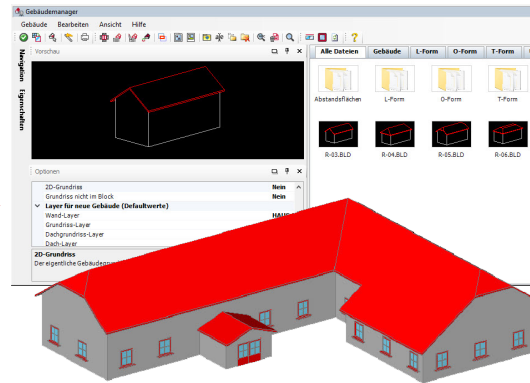 Gebäudemanager
Gebäude Bearbeiten Ansicht Hilfe
Vorschau
Navigation
Eigenschaften
Alle Dateien Gebäude L-Form O-Form T-Form
Abstandsflächen L-Form O-Form T-Form
R-03.BLD R-04.BLD R-05.BLD R-06.BLD
Optionen
2D-Grundriss Nein
Grundriss nicht im Block Nein
Layer für neue Gebäude (Defaultwerte)
Wand-Layer
Grundriss-Layer
Dachgrundriss-Layer
Dach-Layer
2D-Grundriss
Der eigentliche